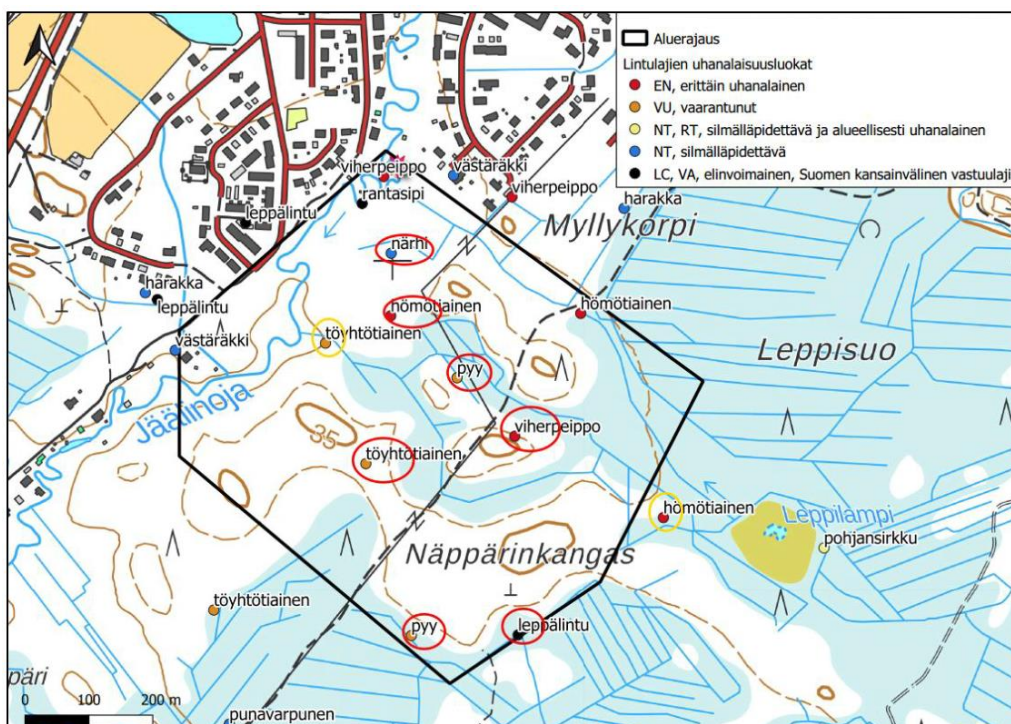 Aluerajaus
Lintulajien uhanalaisuusluokat
EN, erittäin uhanalainen
VU, vaarantunut
NT, RT, silmälläpidettävä ja alueellisesti uhanalainen
NT, silmälläpidettävä
LC, VA, elinvoimainen, Suomen kansainvälinen vastuulaji
viherpeippo
västäräkki
rantasipi
viherpeippo
leppälintu
harakka
Myllykorpi
närhi
harakka
leppälintu
hömötiainen
hömötiainen
töyhtötiainen
västäräkki
Leppisuo
pyy
Jäälinoja
35
viherpeippo
töyhtötiainen
hömötiainen
Leppilampi
pohjansirkku
Näppärinkangas
töyhtötiainen
pyy
leppälintu
päri
0 100 200 m
punavarpunen